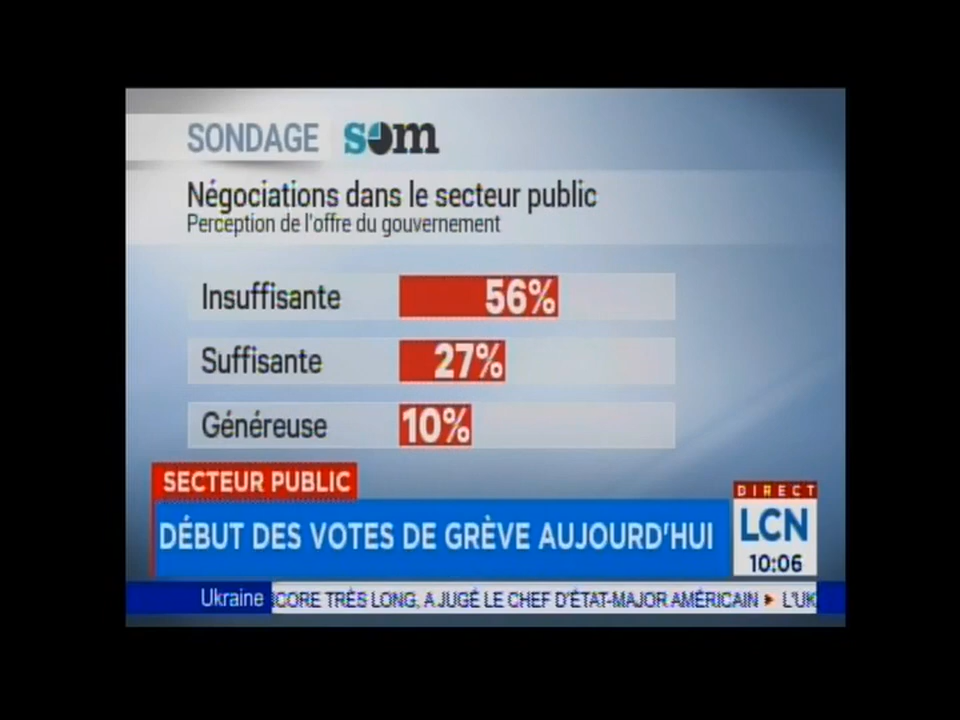 SONDAGE som
Négociations dans le secteur public
Perception de l'offre du gouvernement
Insuffisante 56%
Suffisante 27%
Généreuse 10%
SECTEUR PUBLIC
DÉBUT DES VOTES DE GRÈVE AUJOURD'HUI
DIRECT
LCN
10:06
Ukraine CORE TRÈS LONG, A JUGÉ LE CHEF D'ÉTAT-MAJOR AMÉRICAIN ► L'UK